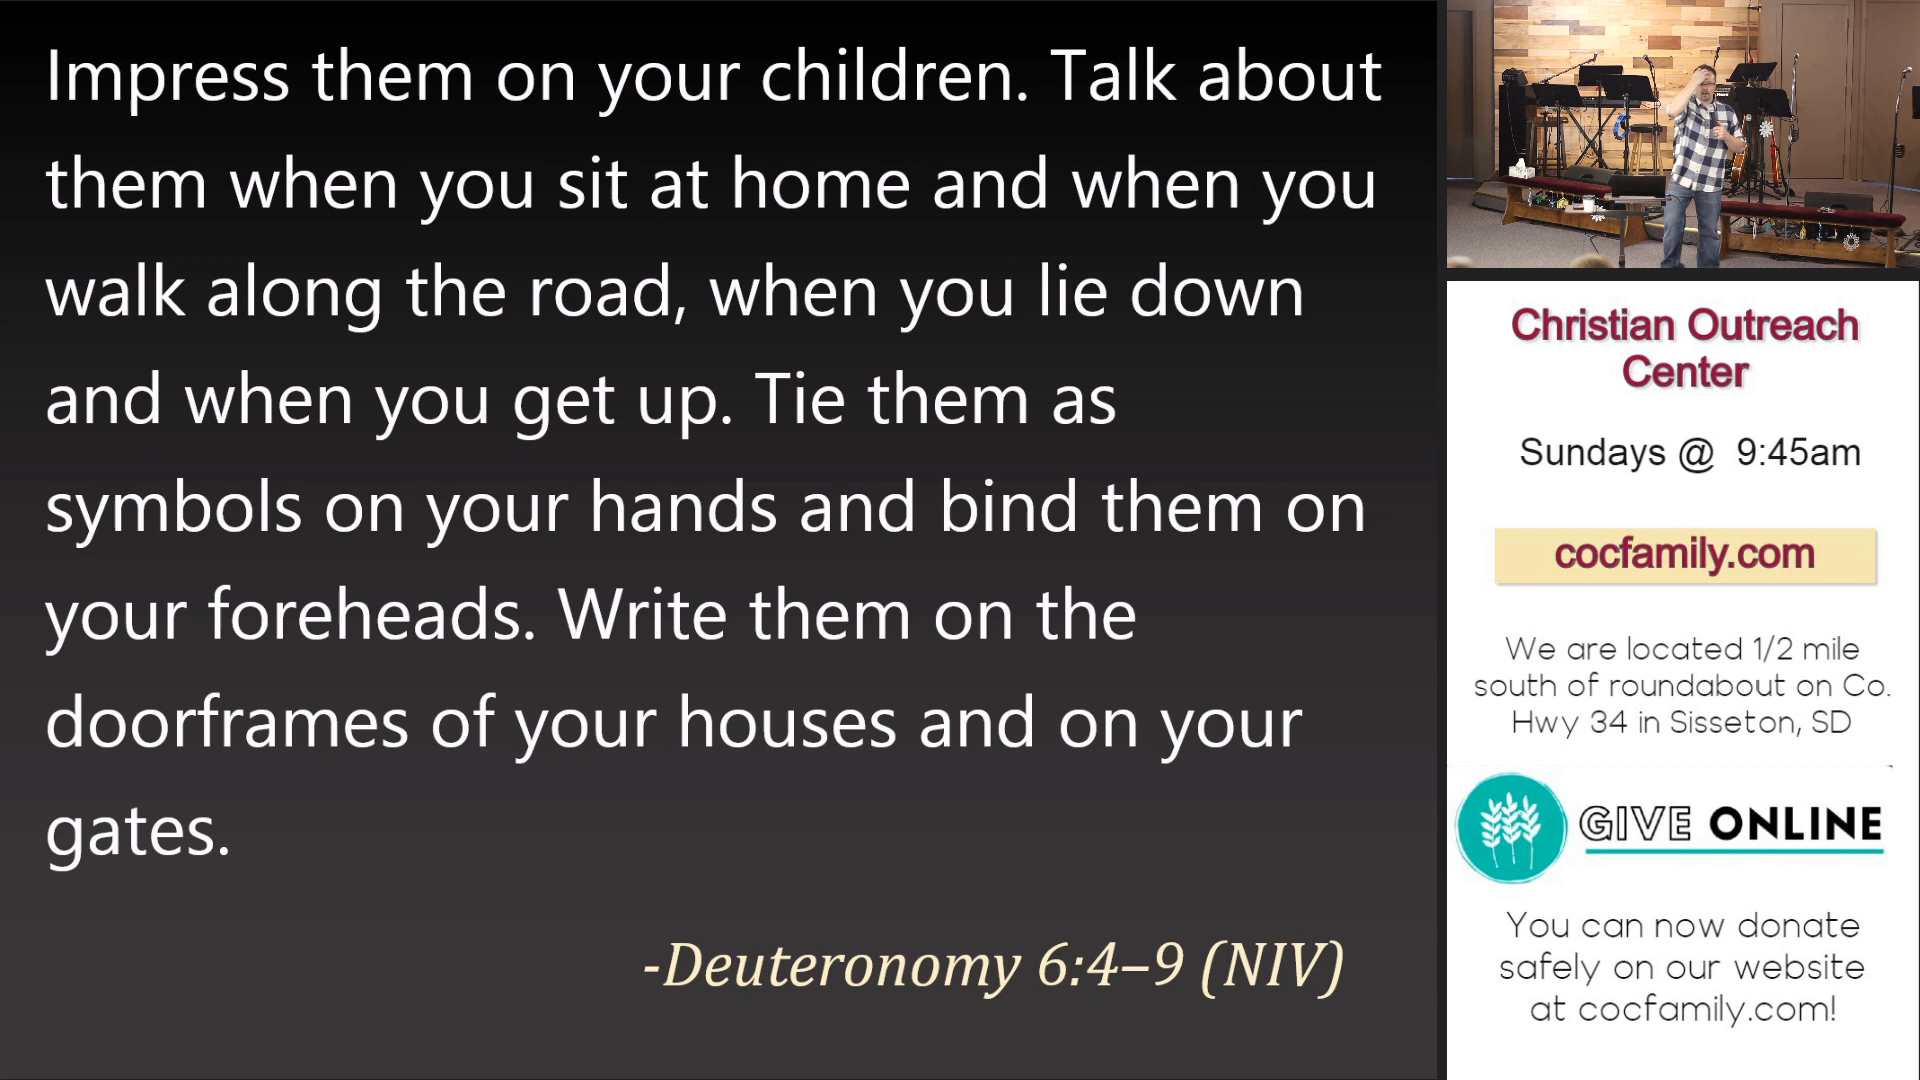 Impress them on your children. Talk about
them when you sit at home and when you
walk along the road, when you lie down
and when you get up. Tie them as
symbols on your hands and bind them on
your foreheads. Write them on the
doorframes of your houses and on your
gates.
-Deuteronomy 6:4–9 (NIV)
Christian Outreach
Center
Sundays @ 9:45am
cocfamily.com
We are located 1/2 mile
south of roundabout on Co.
Hwy 34 in Sisseton, SD
GIVE ONLINE
You can now donate
safely on our website
at cocfamily.com!